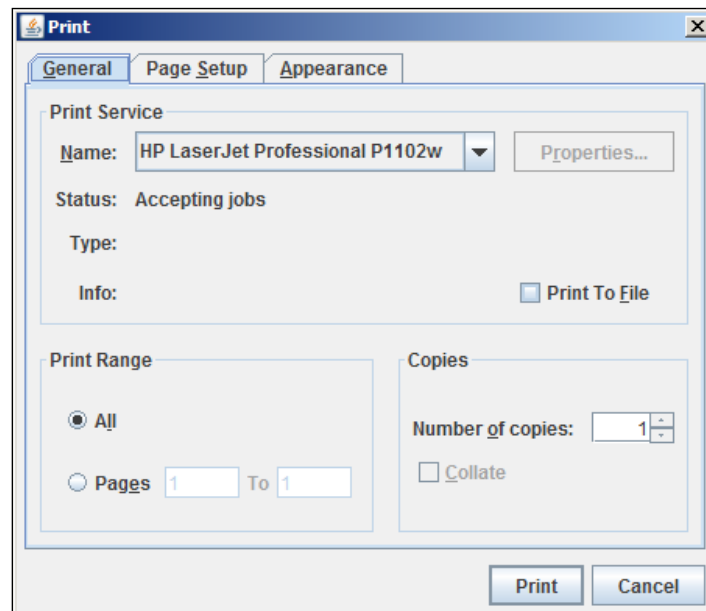 Print
General Page Setup Appearance
Print Service
Name: HP LaserJet Professional P1102w Properties...
Status: Accepting jobs
Type:
Info: Print To File
Print Range Copies
All
Number of copies: 1
Pages 1 To 1
Collate
Print Cancel